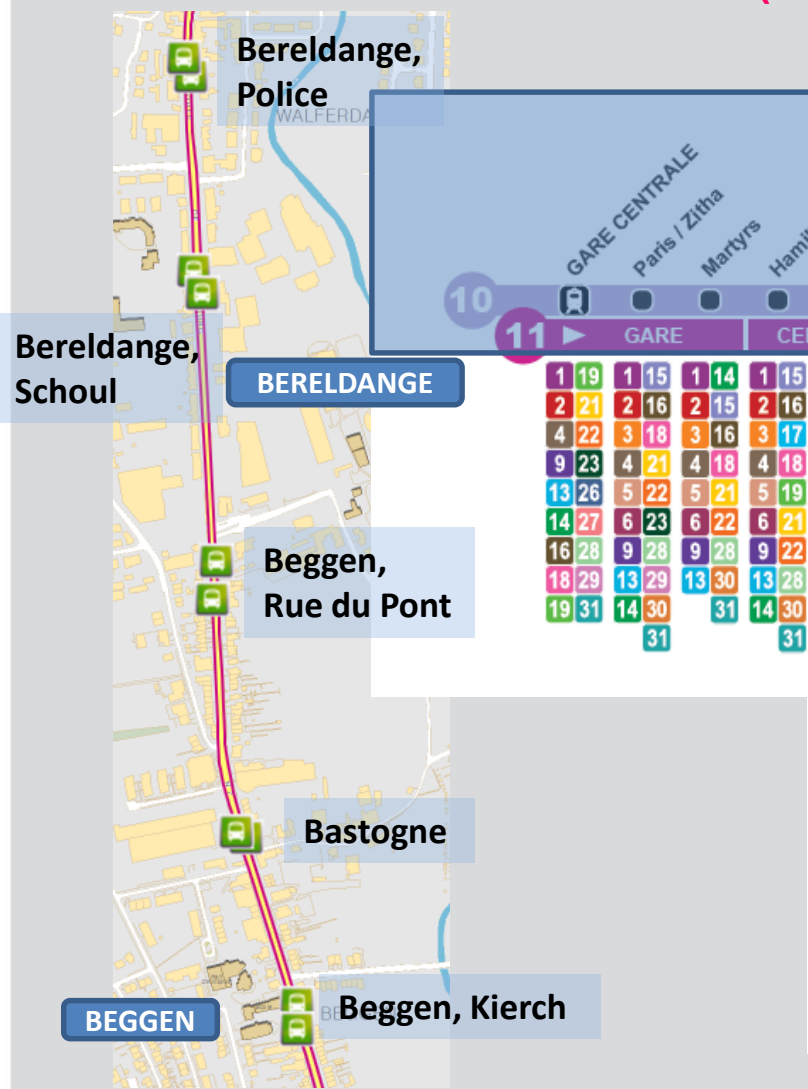 Bereldange,
Police
WALFERDA
GARE CENTRALE
Paris / Zitha
Martyrs
Hamil
10
11 GARE CE
Bereldange,
Schoul
BERELDANGE
1 19 1 15 1 14 1 15
2 21 2 16 2 15 2 16
4 22 3 18 3 16 3 17
9 23 4 21 4 18 4 18
13 26 5 22 5 21 5 19
14 27 6 23 6 22 6 21
16 28 9 28 9 28 9 22
18 29 13 29 13 30 13 28
19 31 14 30 31 14 30
31 31
Beggen,
Rue du Pont
Bastogne
Beggen, Kierch
BEGGEN